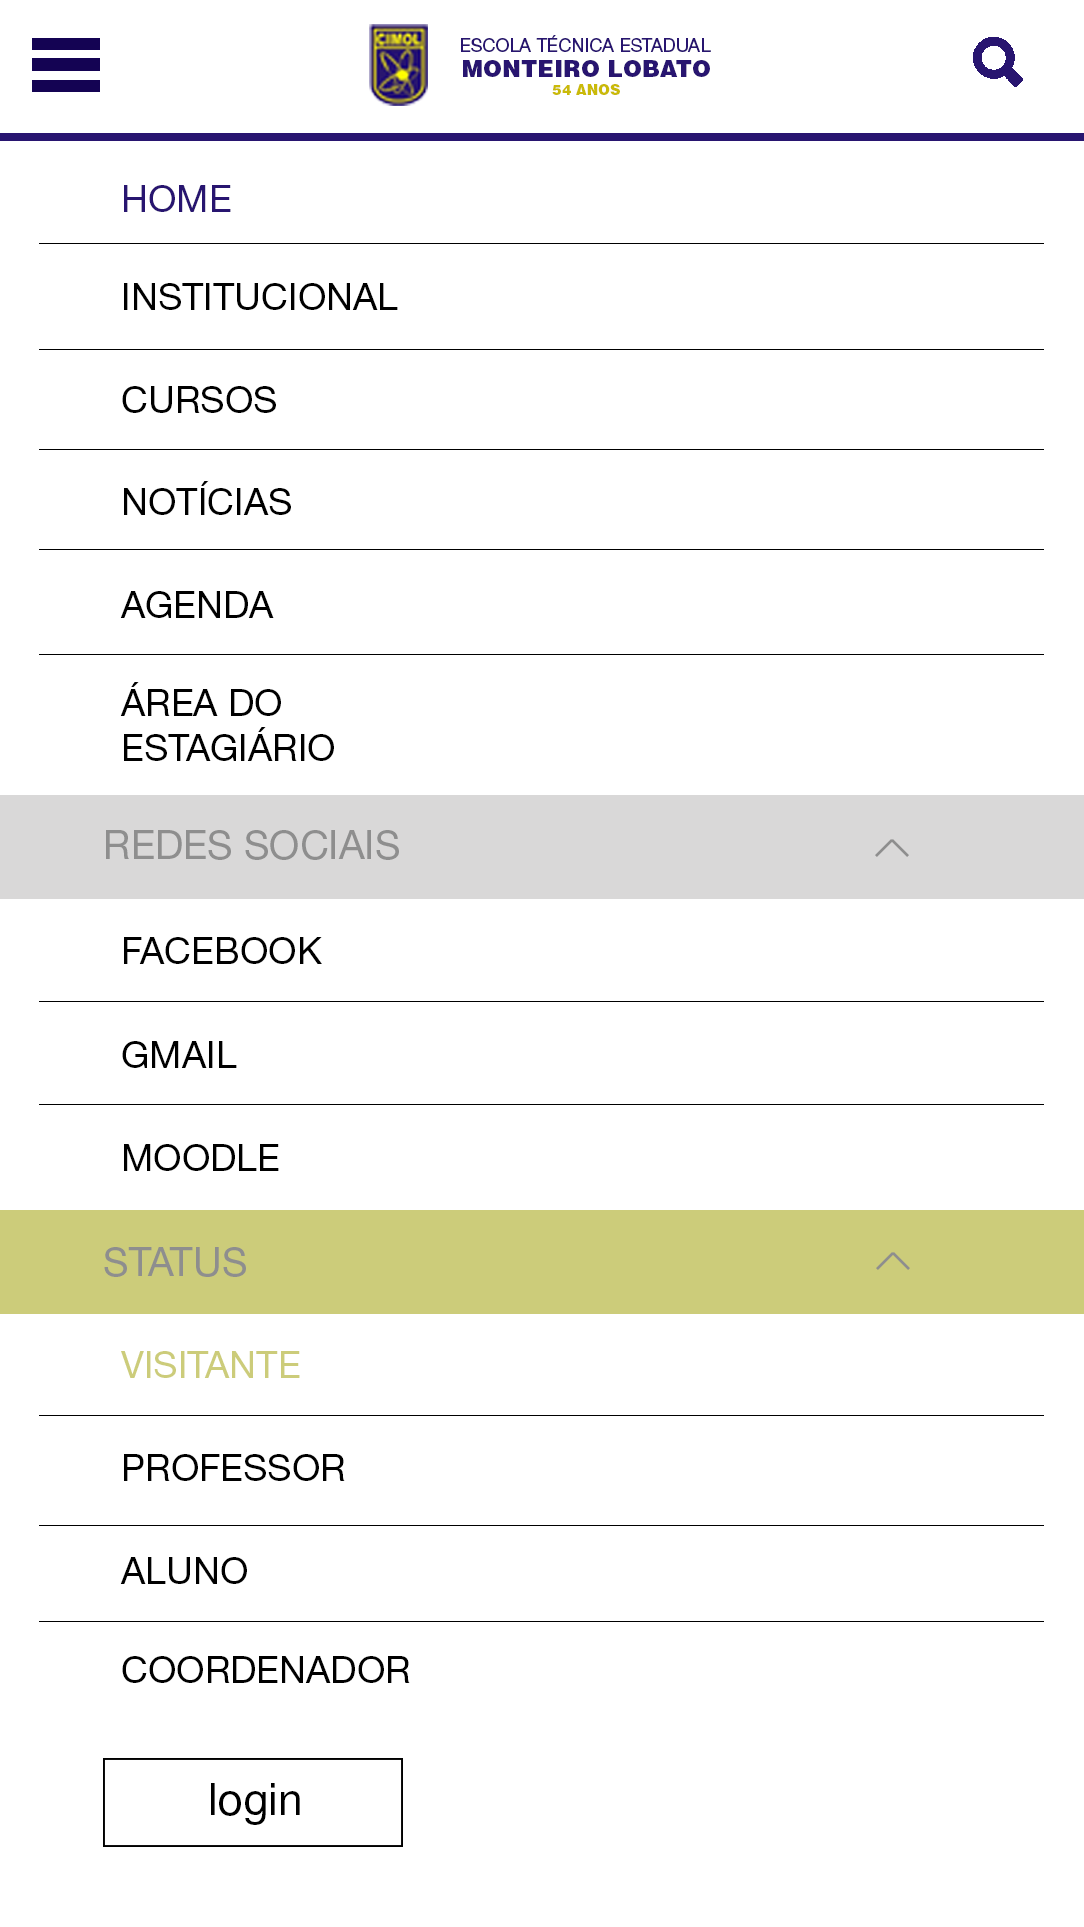 CIMOL
ESCOLA TÉCNICA ESTADUAL
MONTEIRO LOBATO
54 ANOS
HOME
INSTITUCIONAL
CURSOS
NOTÍCIAS
AGENDA
ÁREA DO
ESTAGIÁRIO
REDES SOCIAIS
FACEBOOK
GMAIL
MOODLE
STATUS
VISITANTE
PROFESSOR
ALUNO
COORDENADOR
login